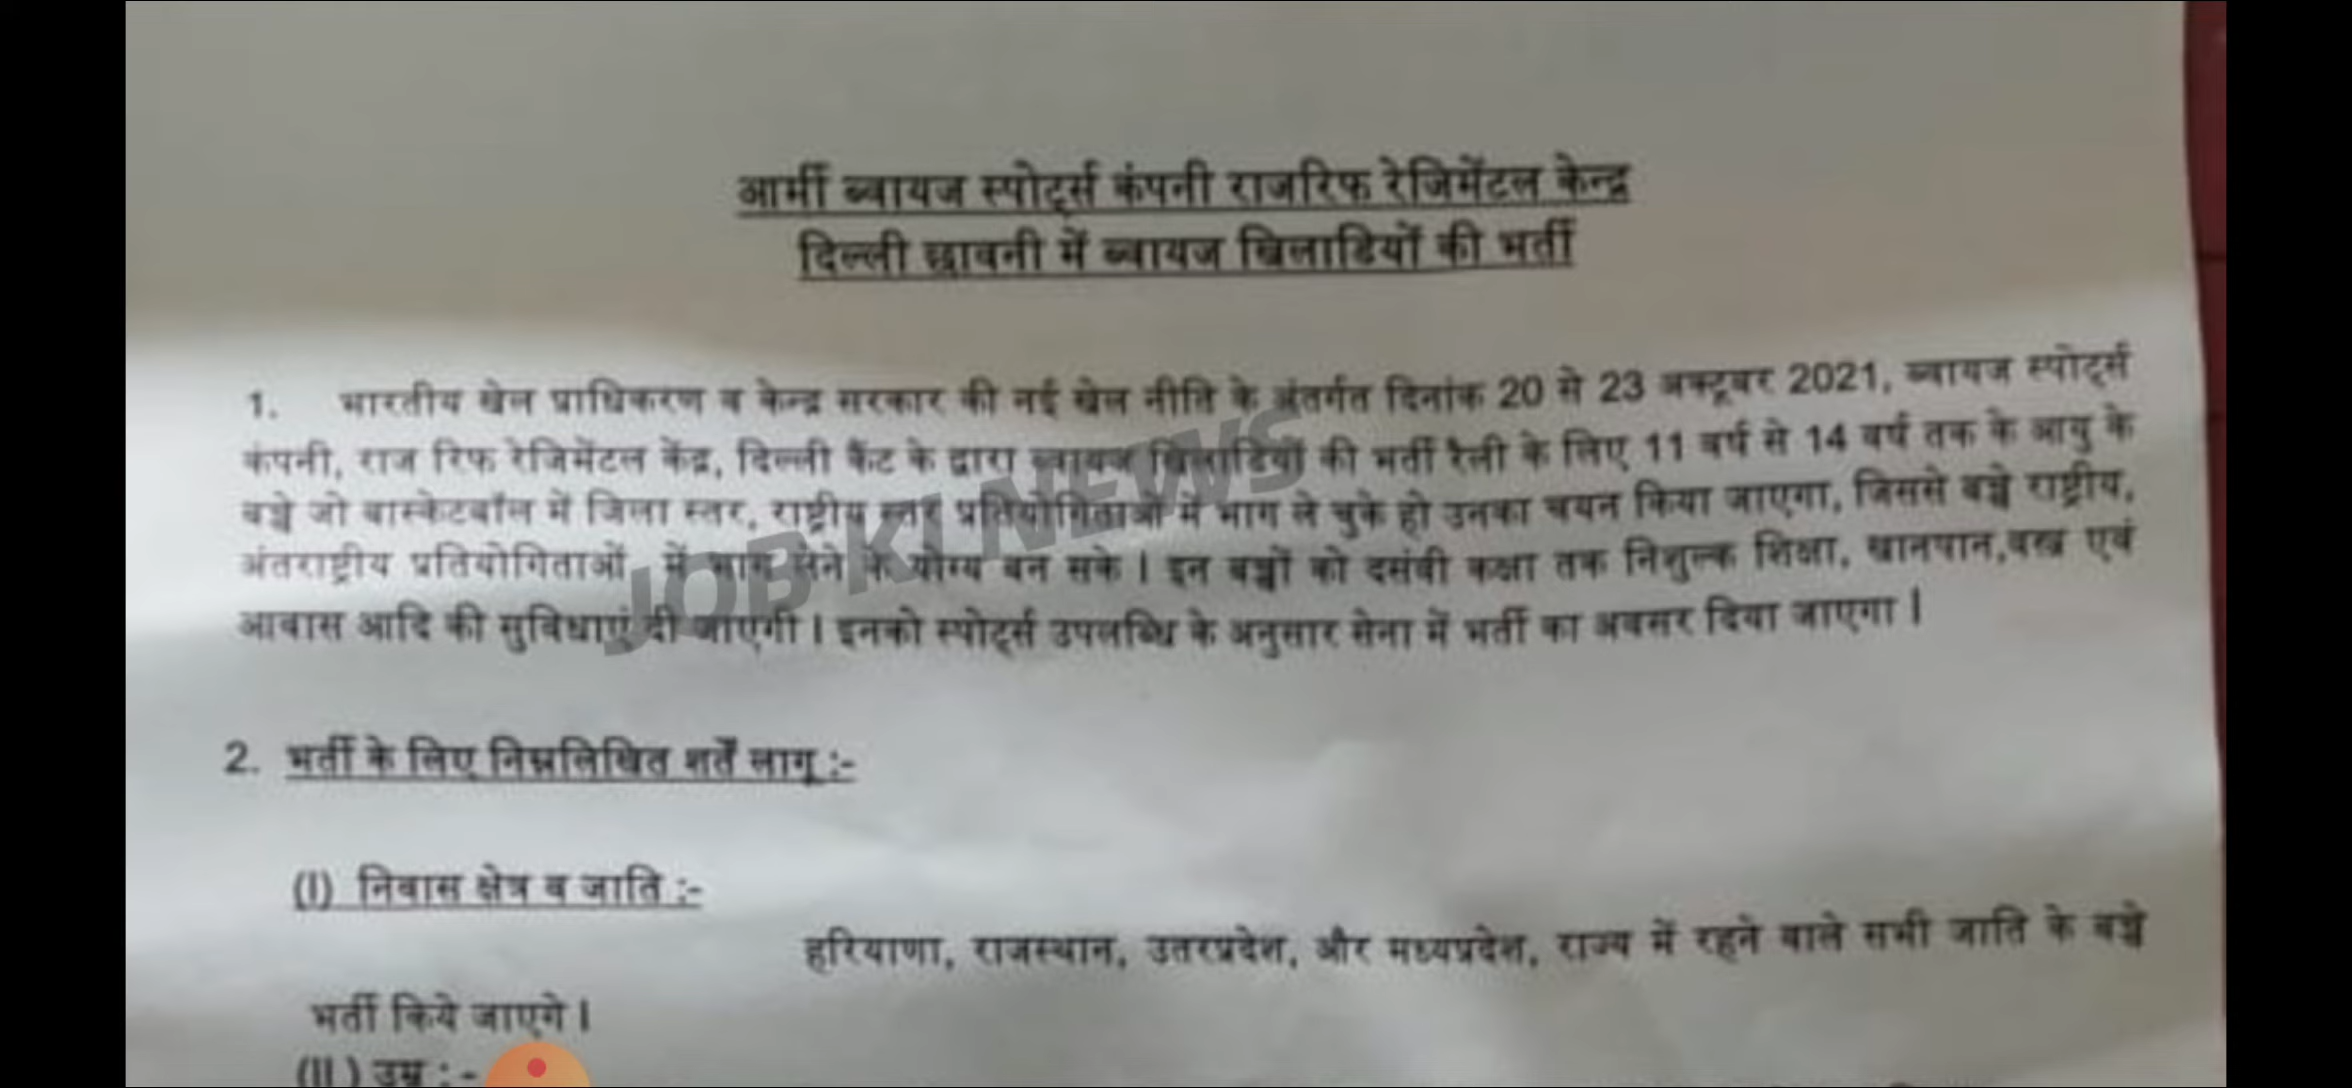 आर्मी ब्वायज स्पोर्ट्स कंपनी राजरिफ रेजिमेंटल केन्द्र
दिल्ली छावनी में ब्वायज खिलाडियों की भर्ती
1. भारतीय खेल प्राधिकरण व केन्द्र सरकार की नई खेल नीति के अंतर्गत दिनांक 20 से 23 अक्टूबर 2021, ब्वायज स्पोर्ट्स
कंपनी, राज रिफ रेजिमेंटल केंद्र, दिल्ली कैंट के द्वारा ब्वायज खिलाडियों की भर्ती रैली के लिए 11 वर्ष से 14 वर्ष तक के आयु के
बच्चे जो बास्केटबॉल में जिला स्तर, राष्ट्रीय स्तर प्रतियोगिताओं में भाग ले चुके हो उनका चयन किया जाएगा, जिससे बच्चे राष्ट्रीय,
अंतराष्ट्रीय प्रतियोगिताओं में भाग लेने के योग्य बन सके । इन बच्चों को दसंवी कक्षा तक निशुल्क शिक्षा, खानपान,वस्त्र एवं
आवास आदि की सुविधाएं दी जाएगी । इनको स्पोर्ट्स उपलब्धि के अनुसार सेना में भर्ती का अवसर दिया जाएगा ।
JOB KI NEWS
2. भर्ती के लिए निम्नलिखित शर्तें लागू :-
(I) निवास क्षेत्र व जाति :-
हरियाणा, राजस्थान, उतरप्रदेश, और मध्यप्रदेश, राज्य में रहने वाले सभी जाति के बच्चे
भर्ती किये जाएगे ।
(II ) उम्र : -